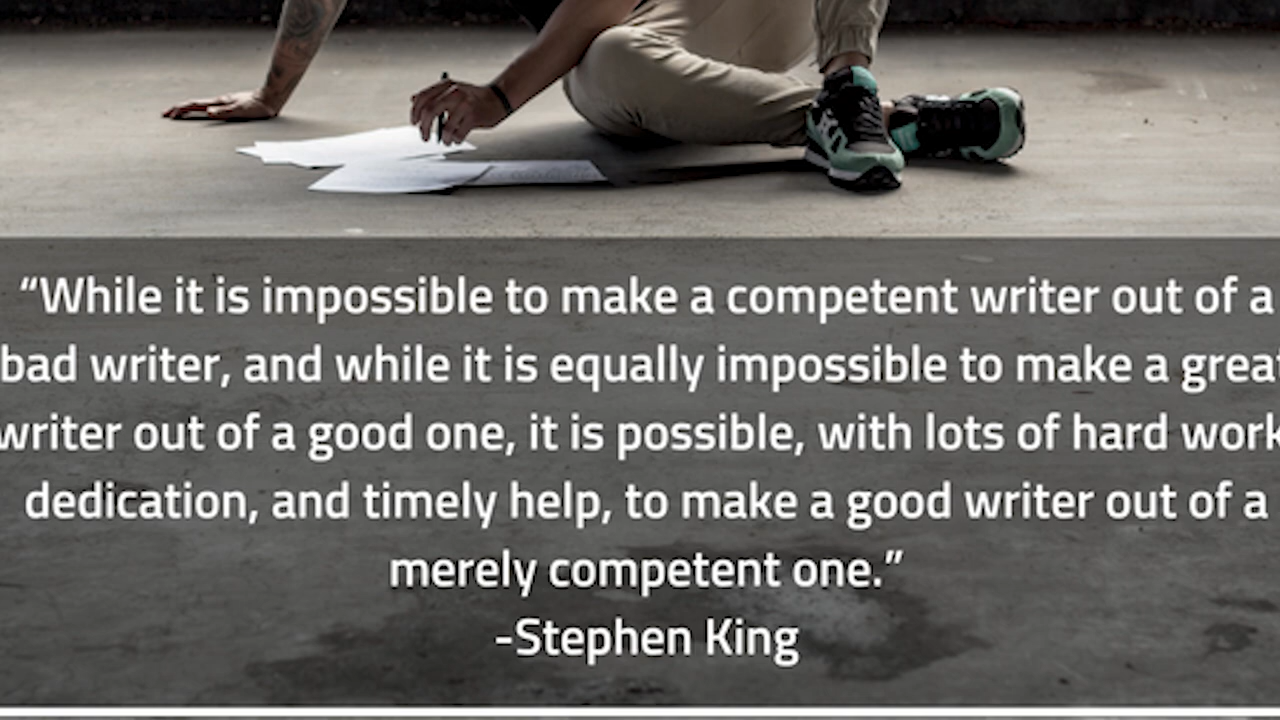 “While it is impossible to make a competent writer out of a
bad writer, and while it is equally impossible to make a great
writer out of a good one, it is possible, with lots of hard work
dedication, and timely help, to make a good writer out of a
merely competent one.”
-Stephen King